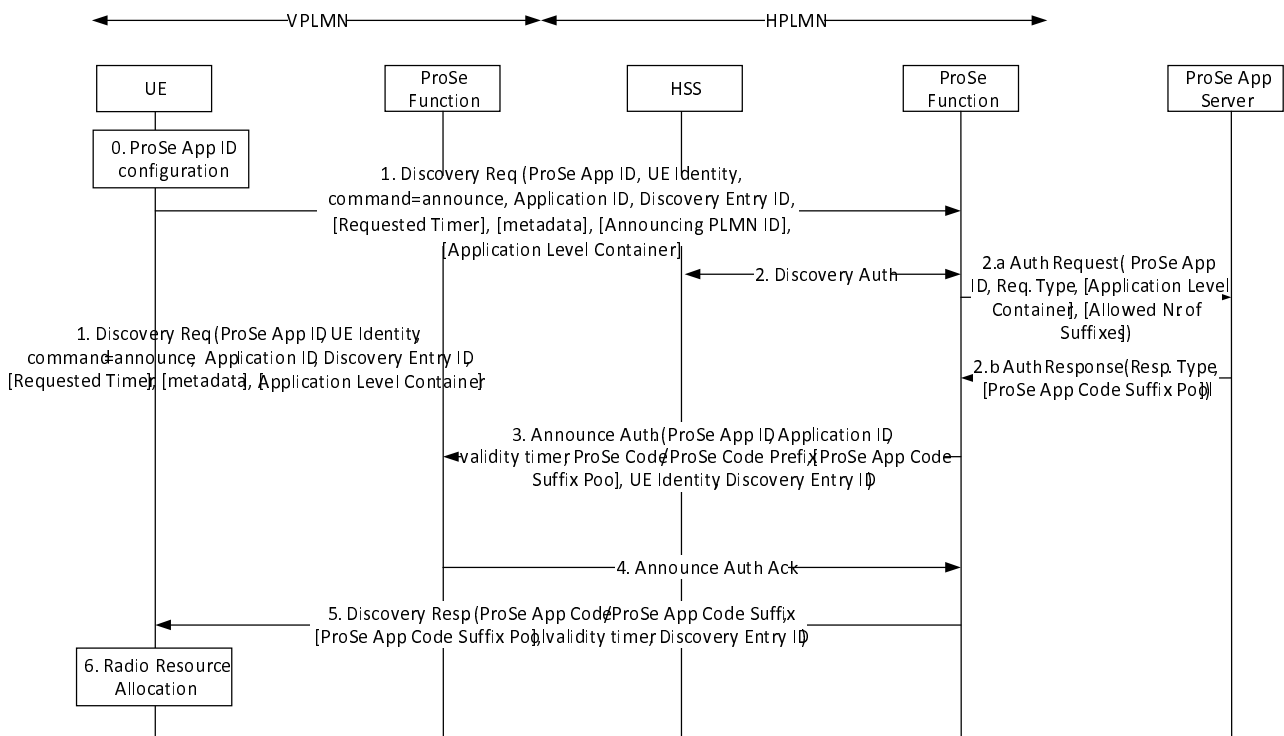 VPLMN
HPLMN
UE
ProSe
Function
HSS
ProSe
Function
ProSe App
Server
0. ProSe App ID
configuration
1. Discovery Req (ProSe App ID, UE Identity,
command=announce, Application ID, Discovery Entry ID,
[Requested Timer], [metadata], [Announcing PLMN ID],
[Application Level Container]
2. Discovery Auth
2.a Auth Request( ProSe App
ID, Req. Type, [Application Level
Container], [Allowed Nr. of
Suffixes])
1. Discovery Req (ProSe App ID, UE Identity,
command=announce, Application ID, Discovery Entry ID,
[Requested Timer], [metadata], [Application Level Container]
2.b Auth Response(Resp. Type,
[ProSe App Code Suffix Pool])
3. Announce Auth.(ProSe App ID, Application ID,
validity timer, ProSe Code/ProSe Code Prefix, [ProSe App Code
Suffix Poo], UE Identity, Discovery Entry ID)
4. Announce Auth Ack
5. Discovery Resp.(ProSe App Code/ProSe App Code Suffix,
[ProSe App Code Suffix Pool], validity timer, Discovery Entry ID)
6. Radio Resource
Allocation